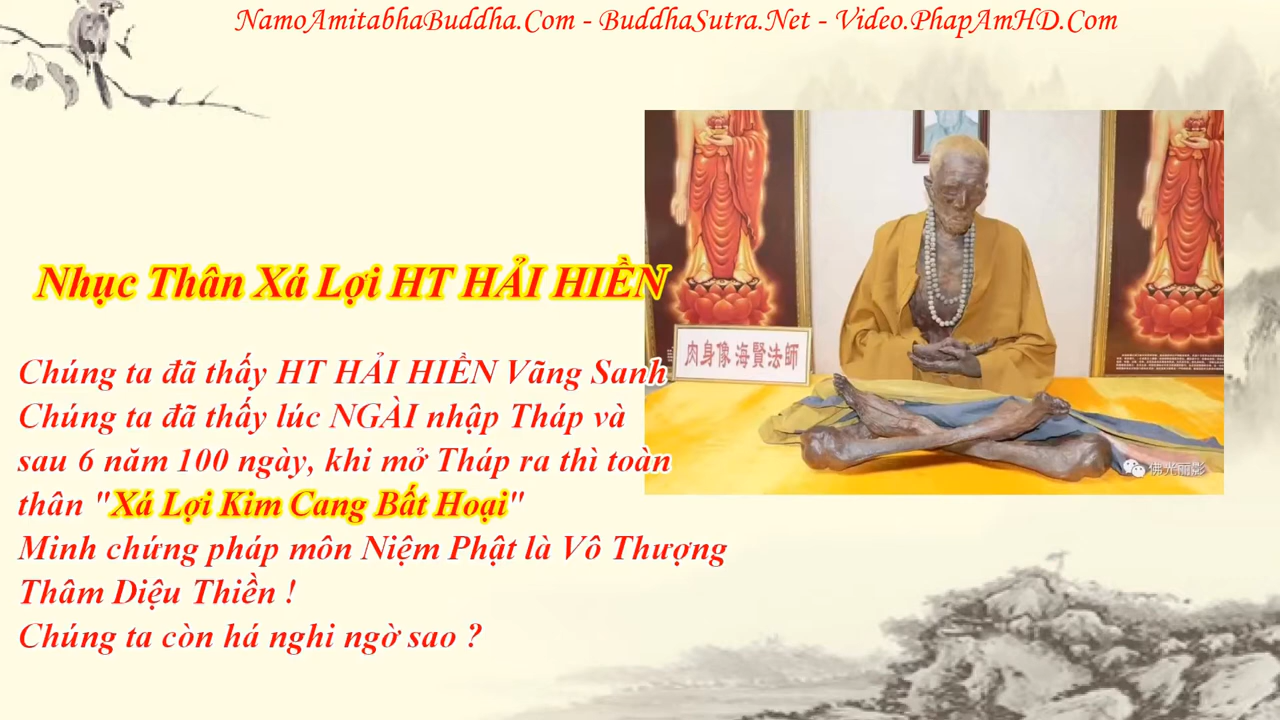 NamoAmitabhaBuddha.Com - BuddhaSutra.Net - Video.PhapAmHD.Com
Nhục Thân Xá Lợi HT HẢI HIỀN
Chúng ta đã thấy HT HẢI HIỀN Vãng Sanh
Chúng ta đã thấy lúc NGÀI nhập Tháp và
sau 6 năm 100 ngày, khi mở Tháp ra thì toàn
thân "Xá Lợi Kim Cang Bất Hoại"
Minh chứng pháp môn Niệm Phật là Vô Thượng
Thâm Diệu Thiền !
Chúng ta còn há nghi ngờ sao ?
肉身像 海賢法師
佛光丽影